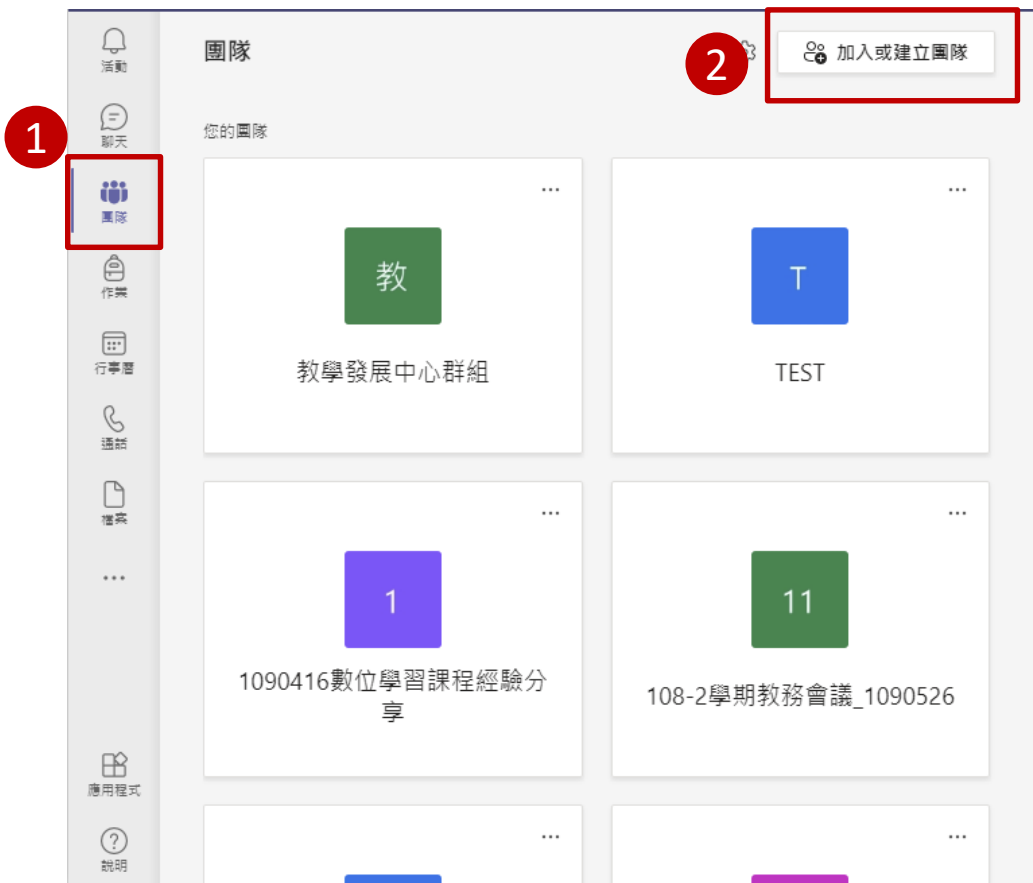 活動
聊天
團隊
作業
行事曆
通話
檔案
應用程式
說明
1
2
團隊
加入或建立團隊
您的團隊
教
教學發展中心群組
T
TEST
1
1090416數位學習課程經驗分
享
11
108-2學期教務會議_1090526